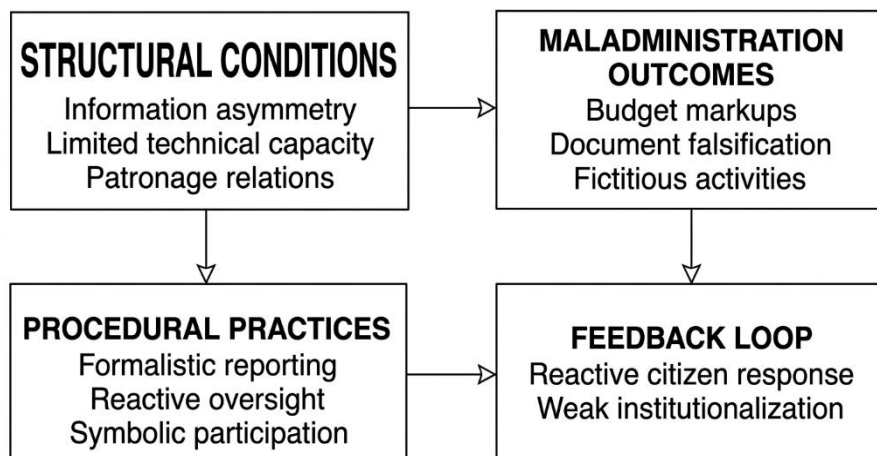 STRUCTURAL CONDITIONS
Information asymmetry
Limited technical capacity
Patronage relations
MALADMINISTRATION
OUTCOMES
Budget markups
Document falsification
Fictitious activities
PROCEDURAL PRACTICES
Formalistic reporting
Reactive oversight
Symbolic participation
FEEDBACK LOOP
Reactive citizen response
Weak institutionalization